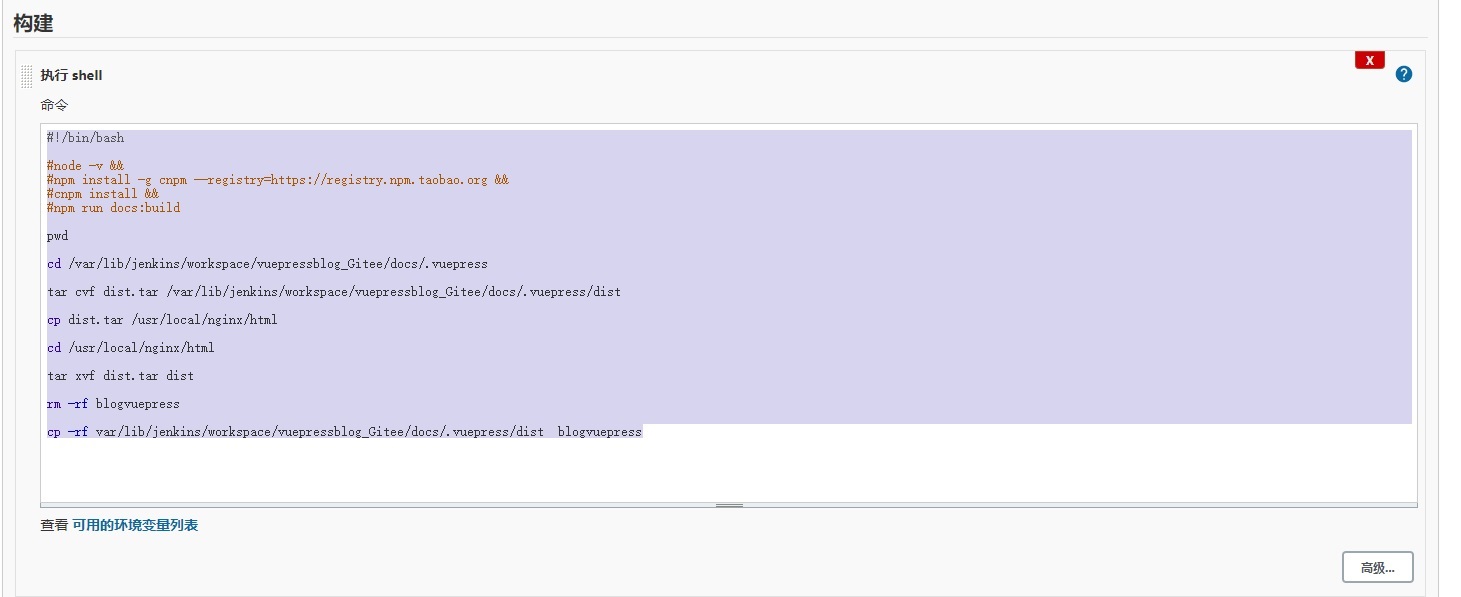 构建
执行 shell
X
?
命令
#!/bin/bash
#node -v &&
#npm install -g cnpm --registry=https://registry.npm.taobao.org &&
#cnpm install &&
#npm run docs:build
pwd
cd /var/lib/jenkins/workspace/vuepressblog_Gitee/docs/.vuepress
tar cvf dist.tar /var/lib/jenkins/workspace/vuepressblog_Gitee/docs/.vuepress/dist
cp dist.tar /usr/local/nginx/html
cd /usr/local/nginx/html
tar xvf dist.tar dist
rm -rf blogvuepress
cp -rf var/lib/jenkins/workspace/vuepressblog_Gitee/docs/.vuepress/dist  blogvuepress
查看 可用的环境变量列表
高级...